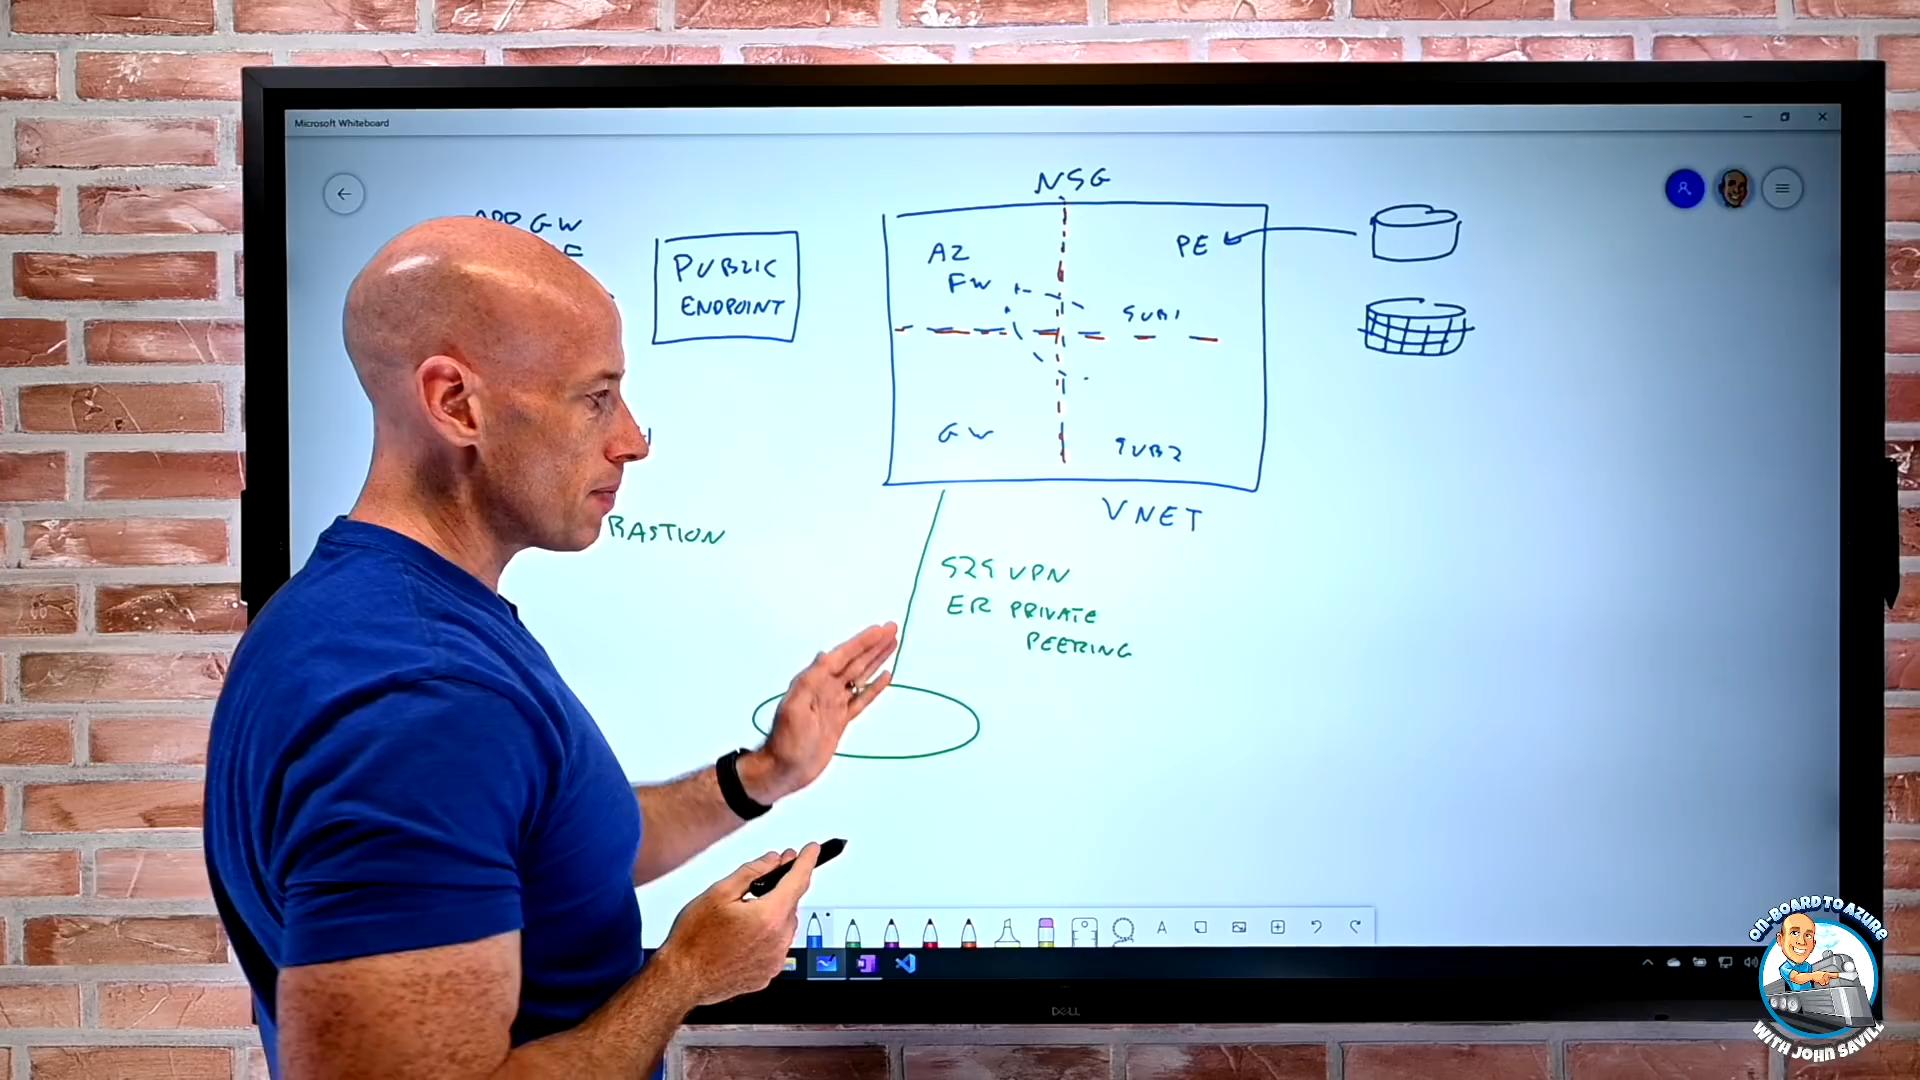 Microsoft Whiteboard
NSG
GW
PUBLIC
ENDPOINT
AZ
FW
PE
SUB1
GW
SUB2
VNET
BASTION
S2S VPN
ER PRIVATE
PEERING
DELL
ON-BOARD TO AZURE
WITH JOHN SAVILL